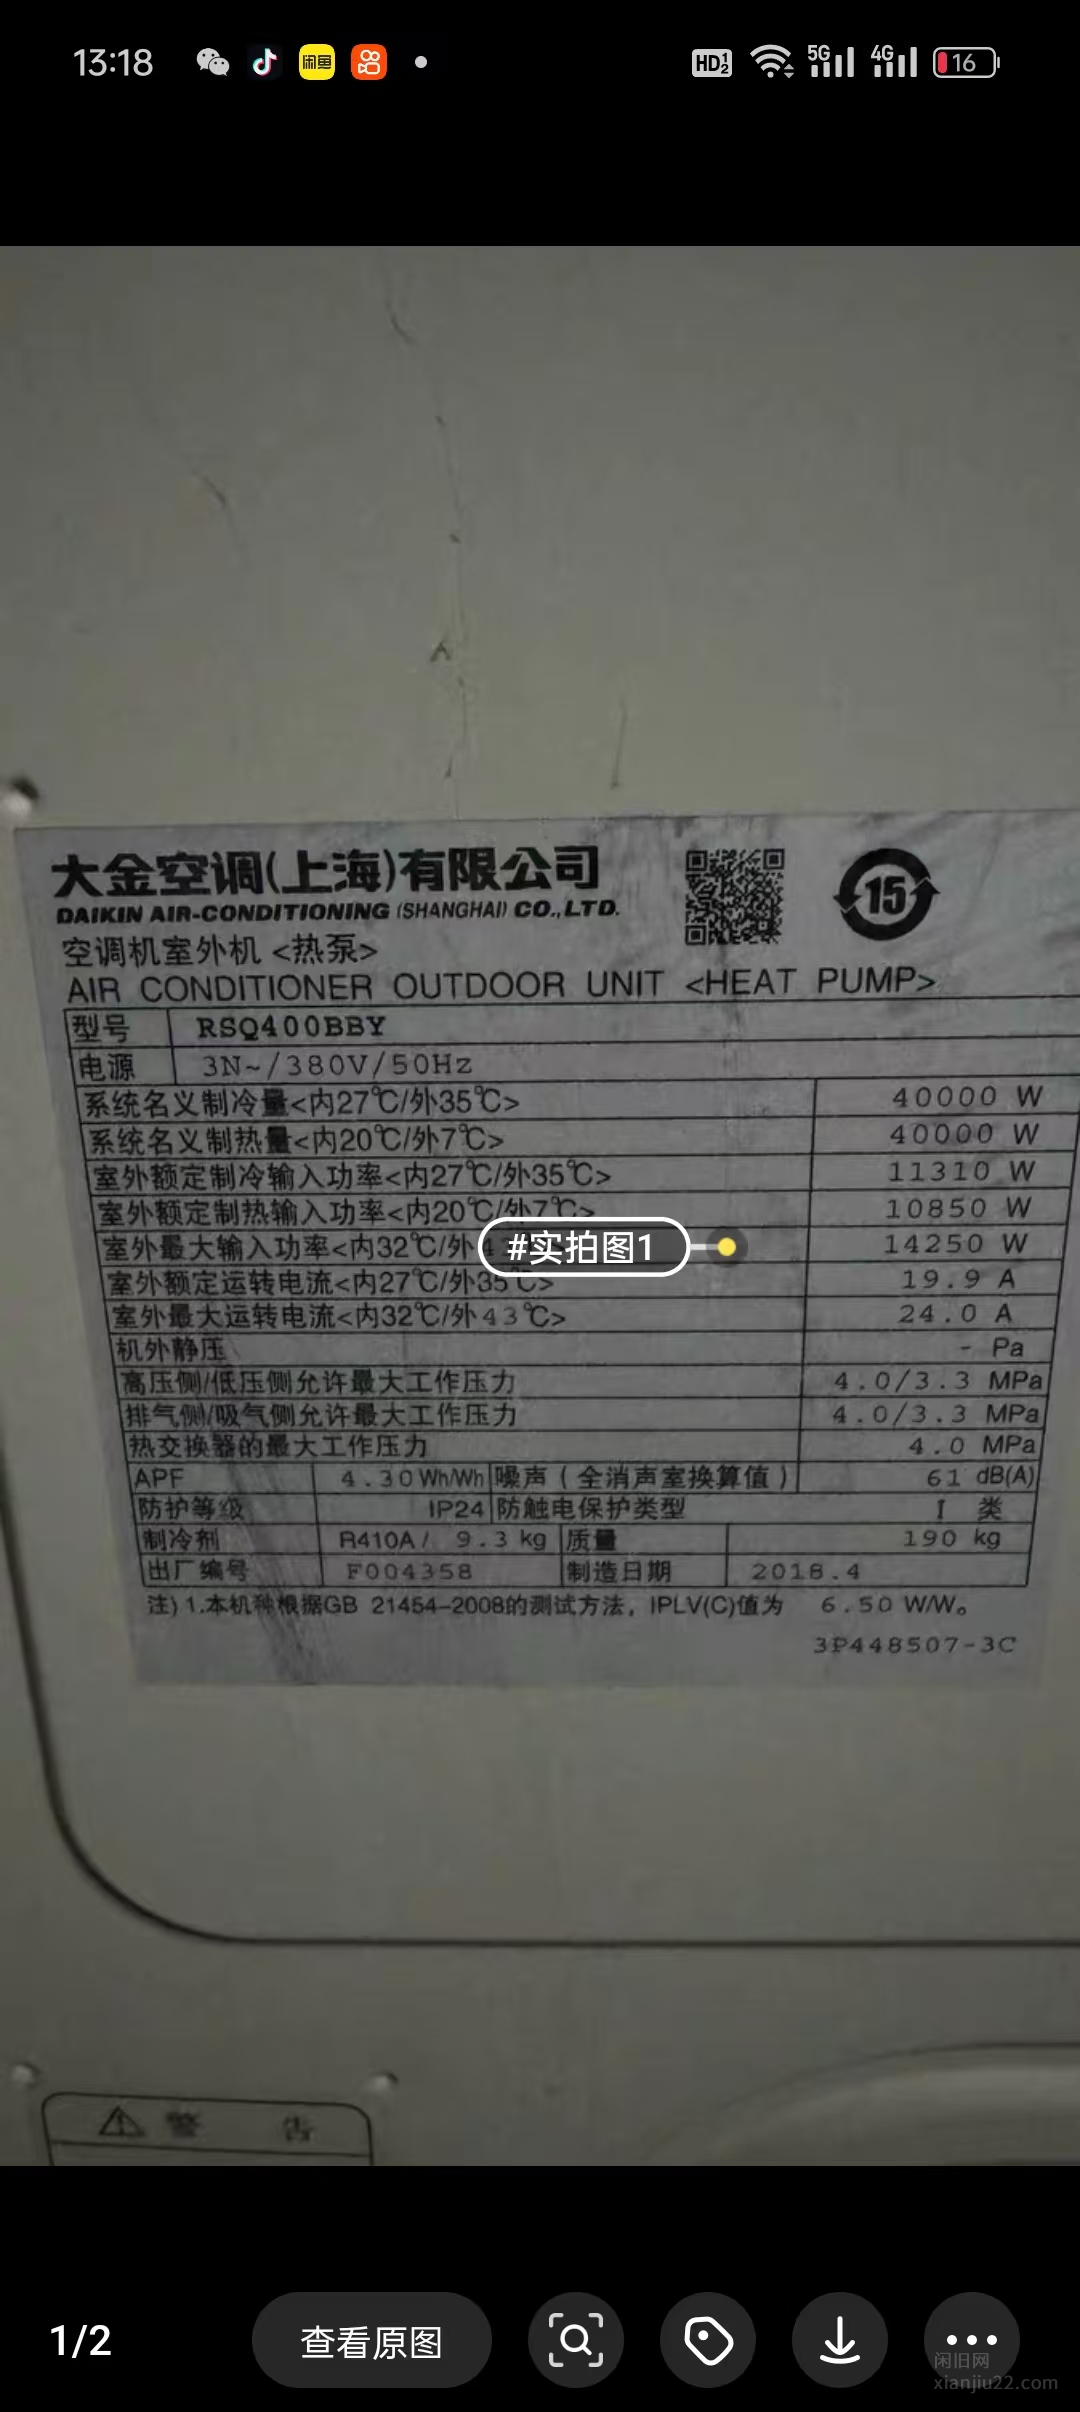 13:18
闲鱼
HD 1 2
5G
4G
16
大金空调(上海)有限公司
DAIKIN AIR-CONDITIONING (SHANGHAI) CO., LTD.
15
空调机室外机 <热泵>
AIR CONDITIONER OUTDOOR UNIT <HEAT PUMP>
型号 RSQ400BBY
电源 3N~/380V/50Hz
系统名义制冷量<内27℃/外35℃> 40000 W
系统名义制热量<内20℃/外7℃> 40000 W
室外额定制冷输入功率<内27℃/外35℃> 11310 W
室外额定制热输入功率<内20℃/外7℃> 10850 W
室外最大输入功率<内32℃/外 14250 W
#实拍图1
室外额定运转电流<内27℃/外35℃> 19.9 A
室外最大运转电流<内32℃/外43℃> 24.0 A
机外静压 - Pa
高压侧/低压侧允许最大工作压力 4.0/3.3 MPa
排气侧/吸气侧允许最大工作压力 4.0/3.3 MPa
热交换器的最大工作压力 4.0 MPa
APF 4.30 Wh/Wh 噪声(全消声室换算值) 61 dB(A)
防护等级 IP24 防触电保护类型 I 类
制冷剂 R410A/ 9.3 kg 质量 190 kg
出厂编号 F004358 制造日期 2018.4
注) 1.本机种根据GB 21454-2008的测试方法, IPLV(C)值为 6.50 W/W。
3P448507-3C
警 告
1/2
查看原图
闲旧网
xianjiu22.com